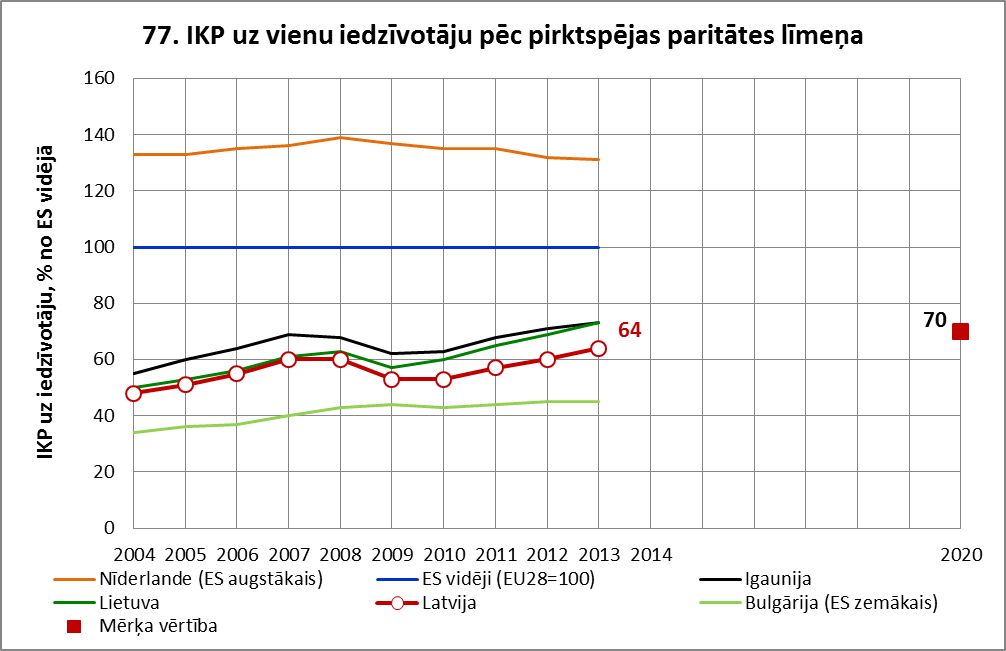 77. IKP uz vienu iedzīvotāju pēc pirktspējas paritātes līmeņa
IKP uz iedzīvotāju, % no ES vidējā
160
140
120
100
80
60
40
20
0
64
70
2004 2005 2006 2007 2008 2009 2010 2011 2012 2013 2014 2020
Nīderlande (ES augstākais) ES vidēji (EU28=100) Igaunija
Lietuva Latvija Bulgārija (ES zemākais)
Mērķa vērtība